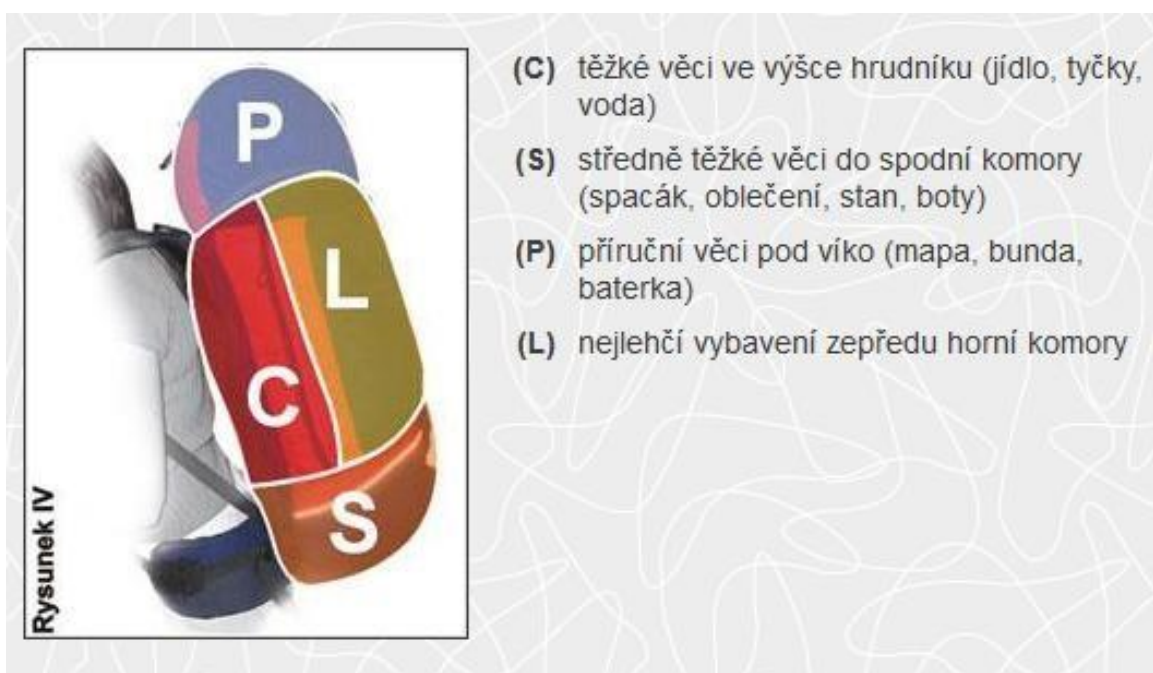 P
L
C
S
Rysunek IV
(C) těžké věci ve výšce hrudníku (jídlo, tyčky,
voda)
(S) středně těžké věci do spodní komory
(spacák, oblečení, stan, boty)
(P) příruční věci pod víko (mapa, bunda,
baterka)
(L) nejlehčí vybavení zepředu horní komory